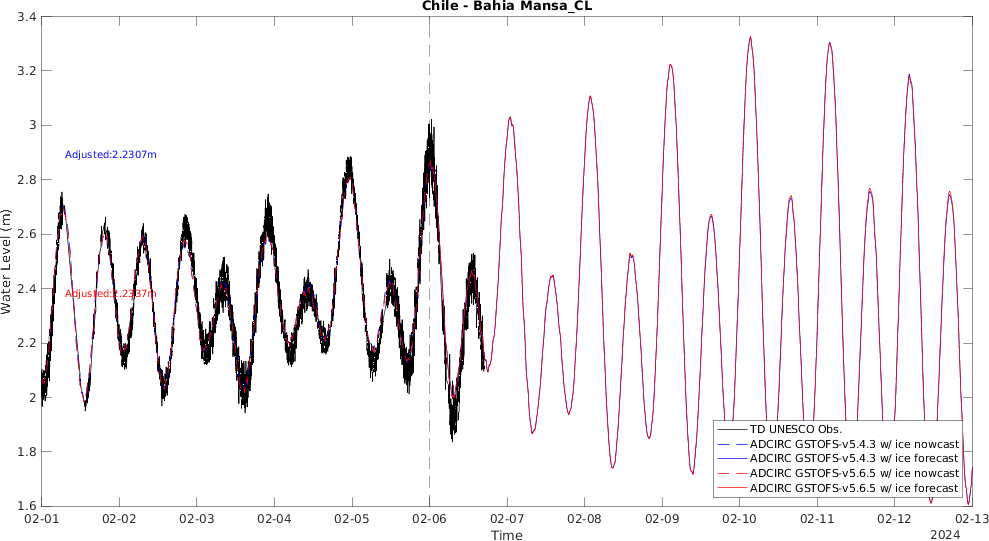 Chile - Bahia Mansa_CL
3.4
3.2
3
2.8
2.6
2.4
2.2
2
1.8
1.6
Water Level (m)
Adjusted:2.2307m
Adjusted:2.2337m
TD UNESCO Obs.
ADCIRC GSTOFS-v5.4.3 w/ ice nowcast
ADCIRC GSTOFS-v5.4.3 w/ ice forecast
ADCIRC GSTOFS-v5.6.5 w/ ice nowcast
ADCIRC GSTOFS-v5.6.5 w/ ice forecast
02-01 02-02 02-03 02-04 02-05 02-06 02-07 02-08 02-09 02-10 02-11 02-12 02-13
Time
2024